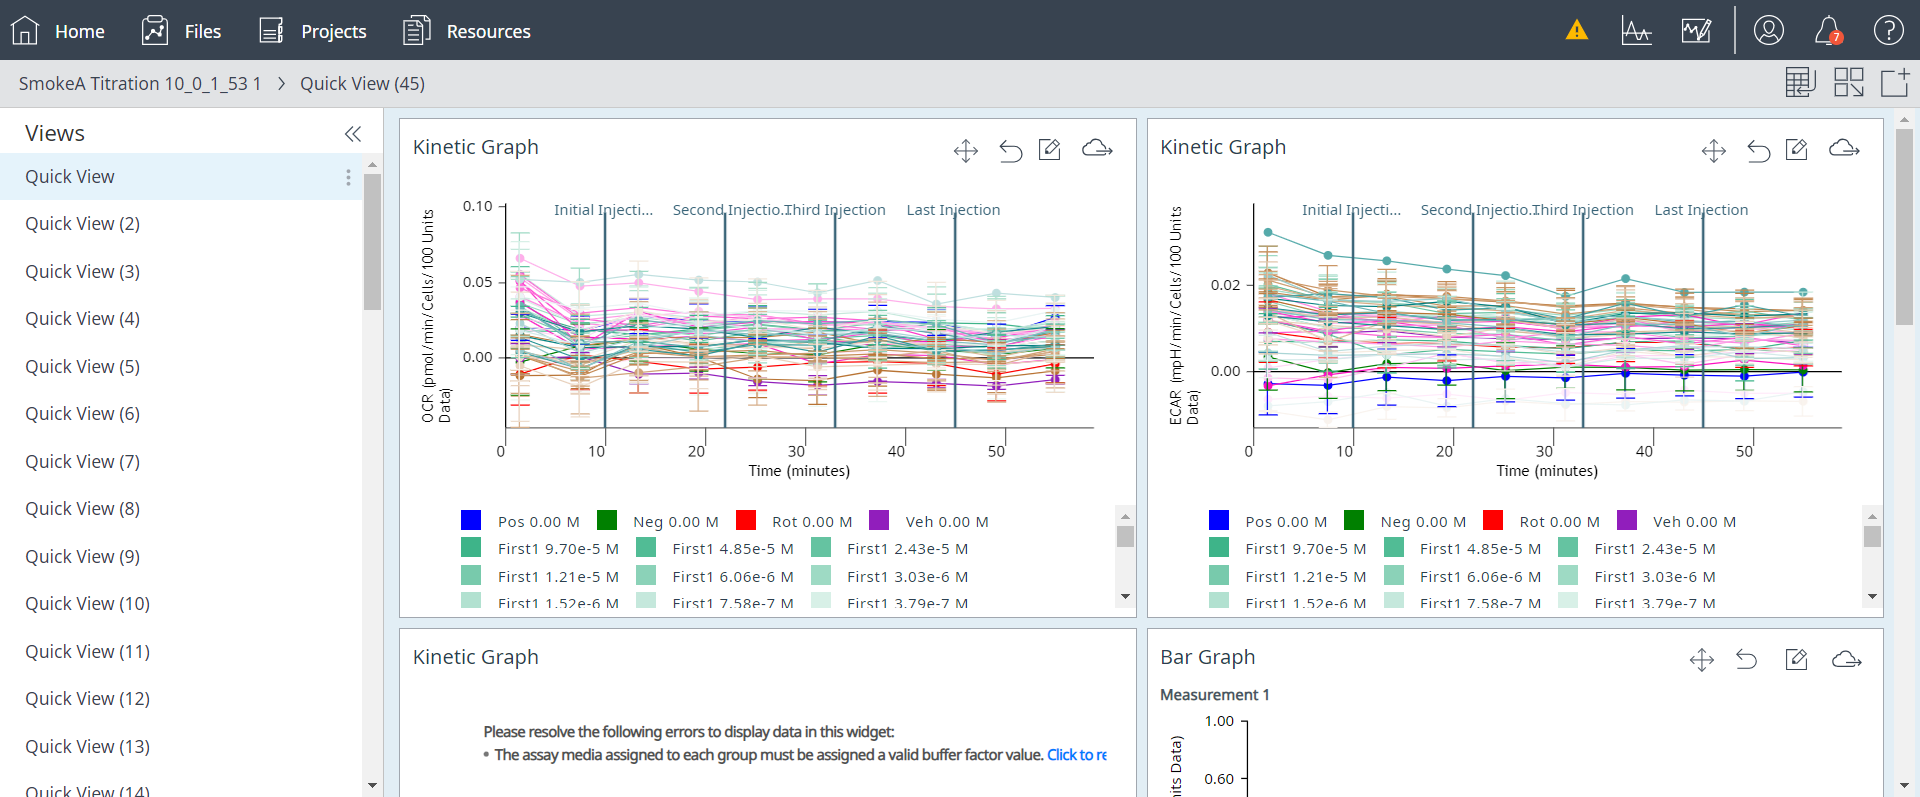 Home
Files
Projects
Resources
7
SmokeA Titration 10_0_1_53 1 > Quick View (45)
Views
Quick View
Quick View (2)
Quick View (3)
Quick View (4)
Quick View (5)
Quick View (6)
Quick View (7)
Quick View (8)
Quick View (9)
Quick View (10)
Quick View (11)
Quick View (12)
Quick View (13)
Quick View (14)
Kinetic Graph
OCR (pmol/min/Cells/100 Units Data)
0.10
0.05
0.00
Initial Injecti...
Second Injectio...
Third Injection
Last Injection
0 10 20 30 40 50
Time (minutes)
Pos 0.00 M Neg 0.00 M Rot 0.00 M Veh 0.00 M
First1 9.70e-5 M First1 4.85e-5 M First1 2.43e-5 M
First1 1.21e-5 M First1 6.06e-6 M First1 3.03e-6 M
First1 1.52e-6 M First1 7.58e-7 M First1 3.79e-7 M
Kinetic Graph
ECAR (mpH/min/Cells/100 Units Data)
0.02
0.00
Initial Injecti...
Second Injectio...
Third Injection
Last Injection
0 10 20 30 40 50
Time (minutes)
Pos 0.00 M Neg 0.00 M Rot 0.00 M Veh 0.00 M
First1 9.70e-5 M First1 4.85e-5 M First1 2.43e-5 M
First1 1.21e-5 M First1 6.06e-6 M First1 3.03e-6 M
First1 1.52e-6 M First1 7.58e-7 M First1 3.79e-7 M
Kinetic Graph
Please resolve the following errors to display data in this widget:
• The assay media assigned to each group must be assigned a valid buffer factor value. Click to re
Bar Graph
Measurement 1
1.00
0.60
nits Data)